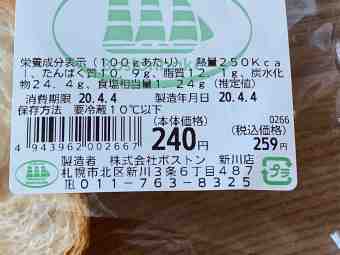 栄養成分表示(100gあたり) 熱量250Kca
l、たんぱく質10.9g、脂質12.1g、炭水化
物24.4g、食塩相当量1.24g(推定値)
消費期限 20.4.4 製造年月日 20.4.4
保存方法 要冷蔵10℃以下
(本体価格) 0266
240円 (税込価格)
259円
4943962002667
製造者 株式会社ボストン 新川店
札幌市北区新川3条6丁目487
TEL 011-763-8325
プラ